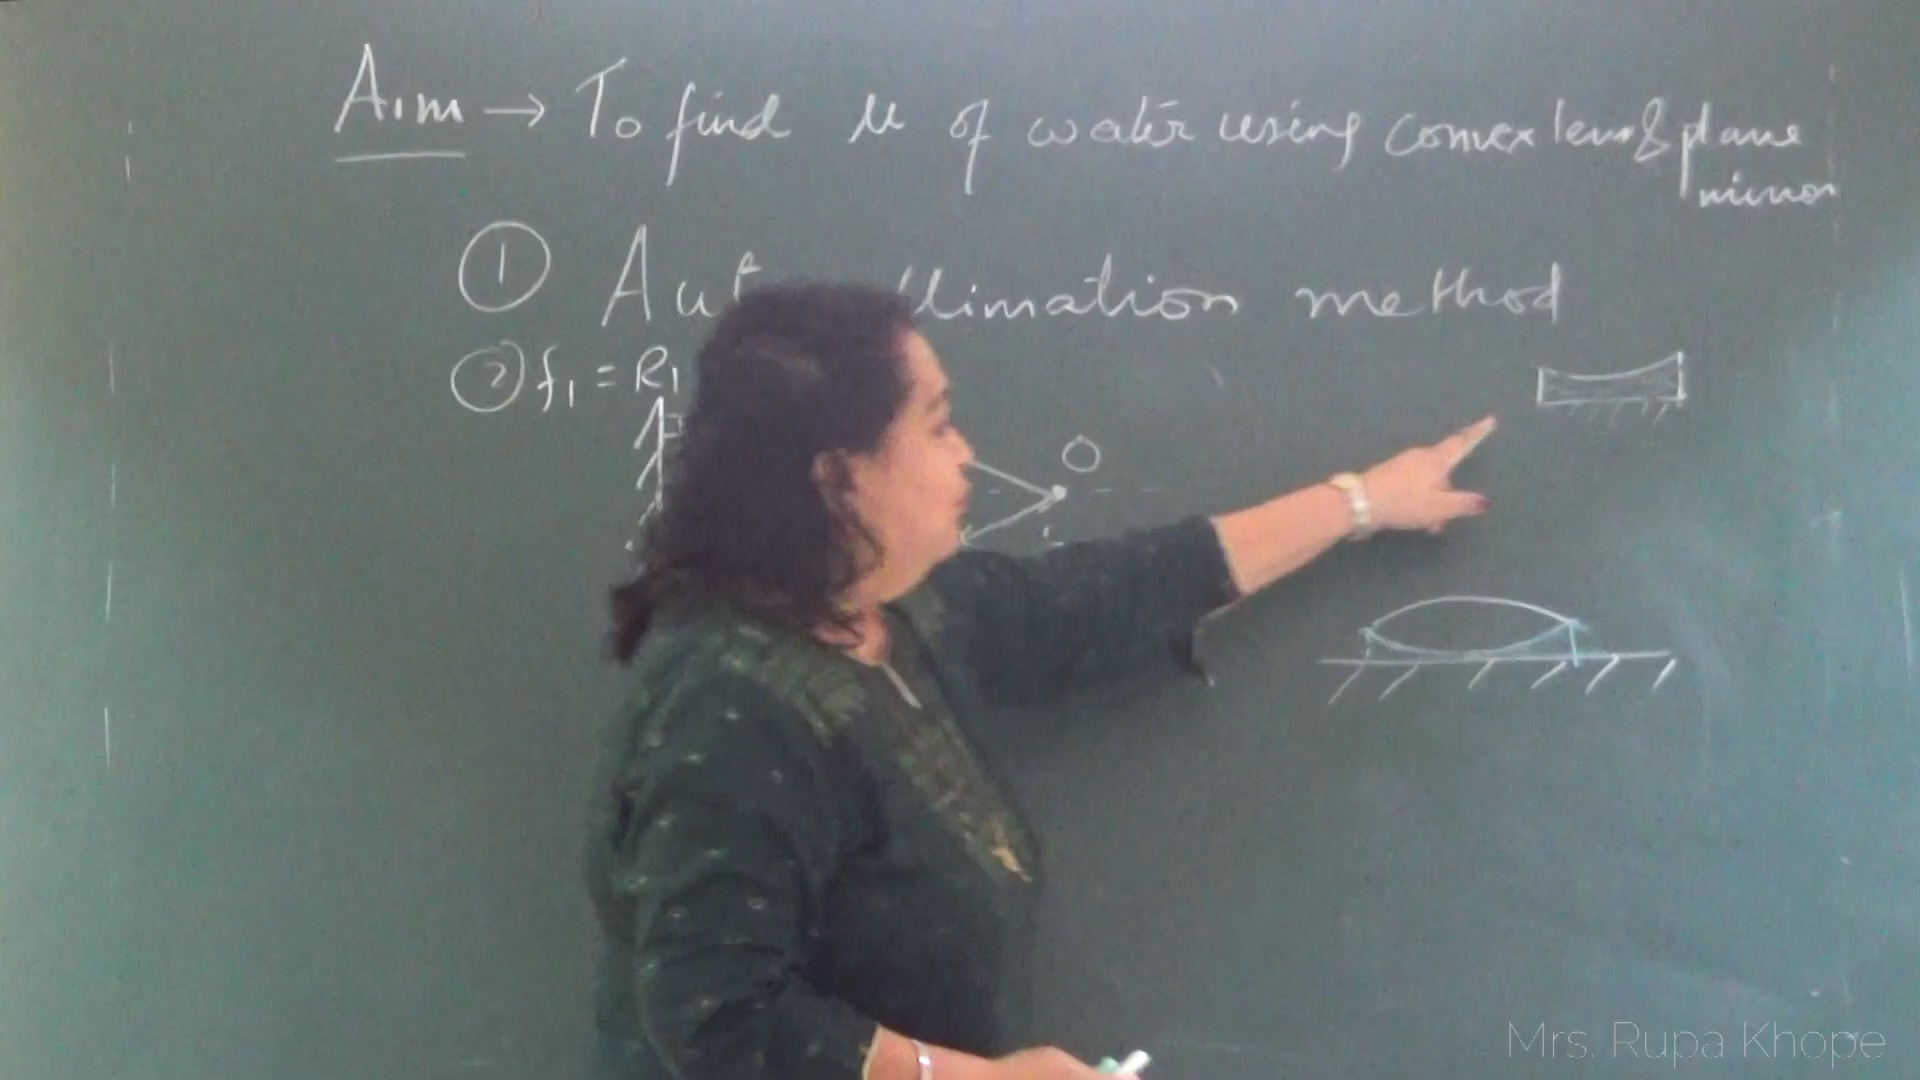 Aim → To find μ of water using convex lens & plane mirror
① Aut llimation method
② f₁ = R₁
O
Mrs. Rupa Khope